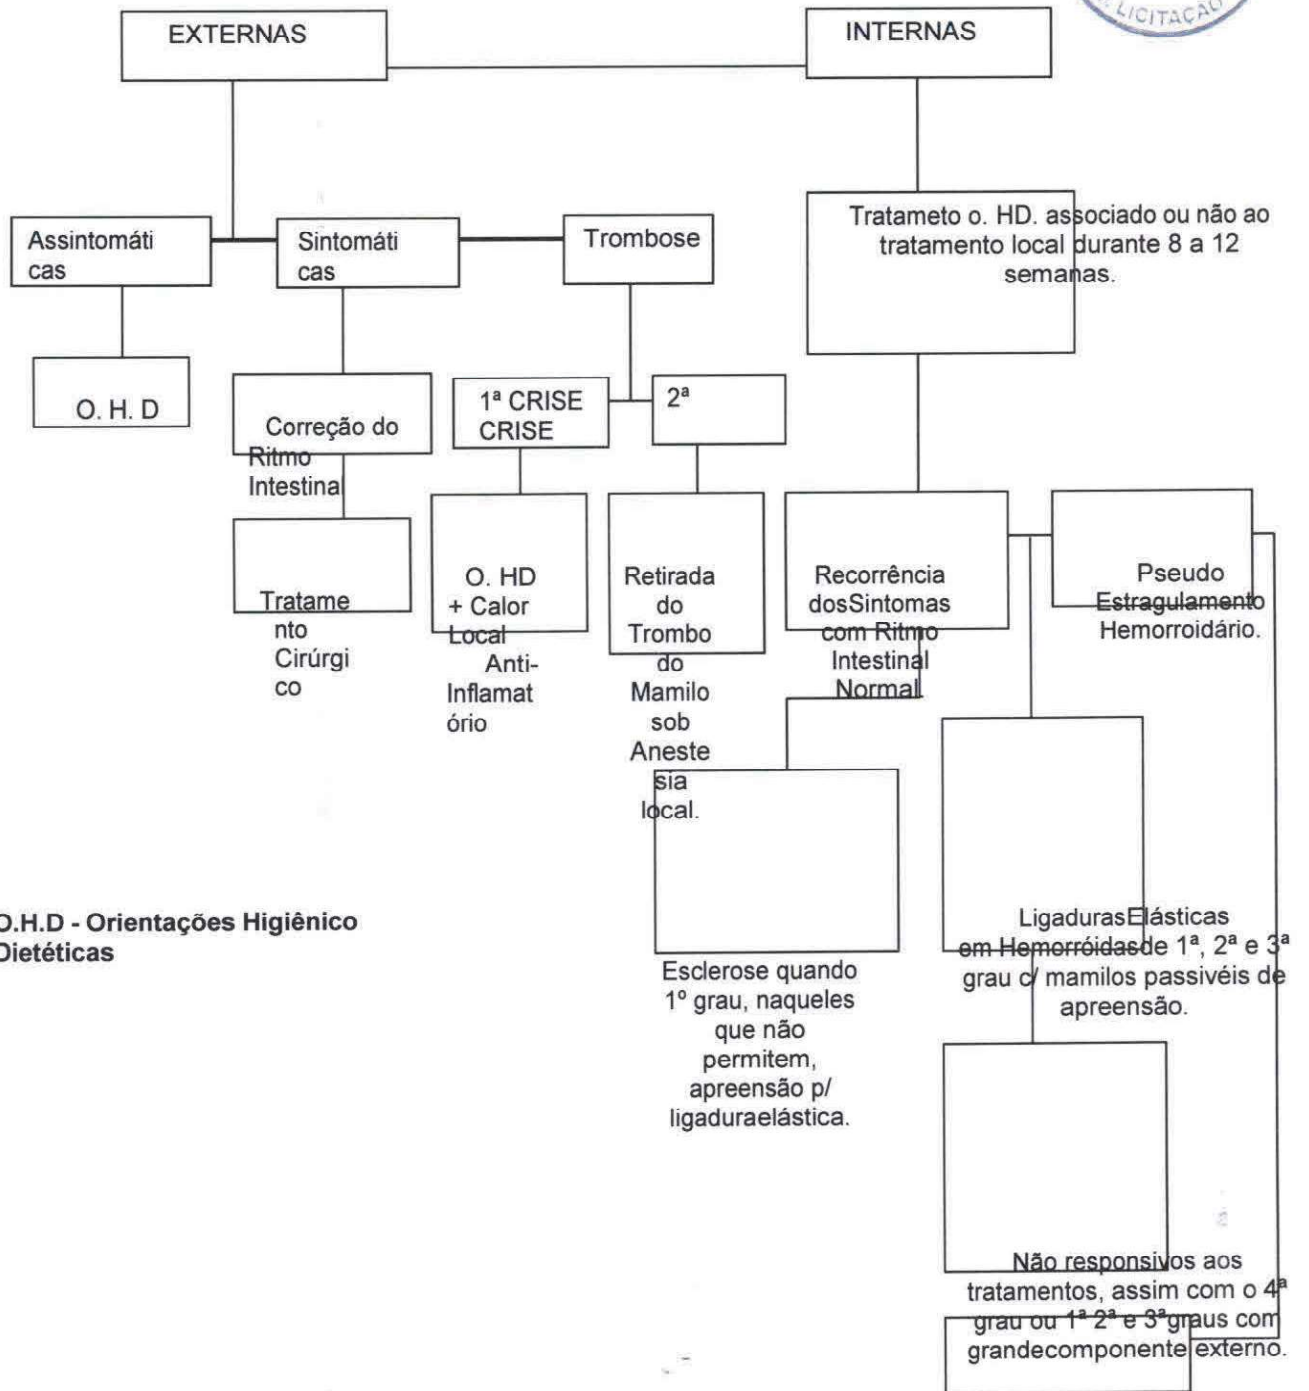 LICITAÇÃO
EXTERNAS
INTERNAS
Assintomáti
cas
Sintomáti
cas
Trombose
Tratameto o. HD. associado ou não ao
tratamento local durante 8 a 12
semanas.
O. H. D
Correção do
Ritmo
Intestinal
1ª CRISE
CRISE
2ª
Tratame
nto
Cirúrgi
co
O. HD
+ Calor
Local
Anti-
Inflamat
ório
Retirada
do
Trombo
do
Mamilo
sob
Aneste
sia
local.
Recorrência
dosSintomas
com Ritmo
Intestinal
Normal.
Pseudo
Estragulamento
Hemorroidário.
O.H.D - Orientações Higiênico
Dietéticas
Esclerose quando
1º grau, naqueles
que não
permitem,
apreensão p/
ligaduraelástica.
LigadurasElásticas
em Hemorróidasde 1ª, 2ª e 3ª
grau c/ mamilos passivéis de
apreensão.
Não responsivos aos
tratamentos, assim com o 4ª
grau ou 1ª 2ª e 3ªgraus com
grandecomponente externo.